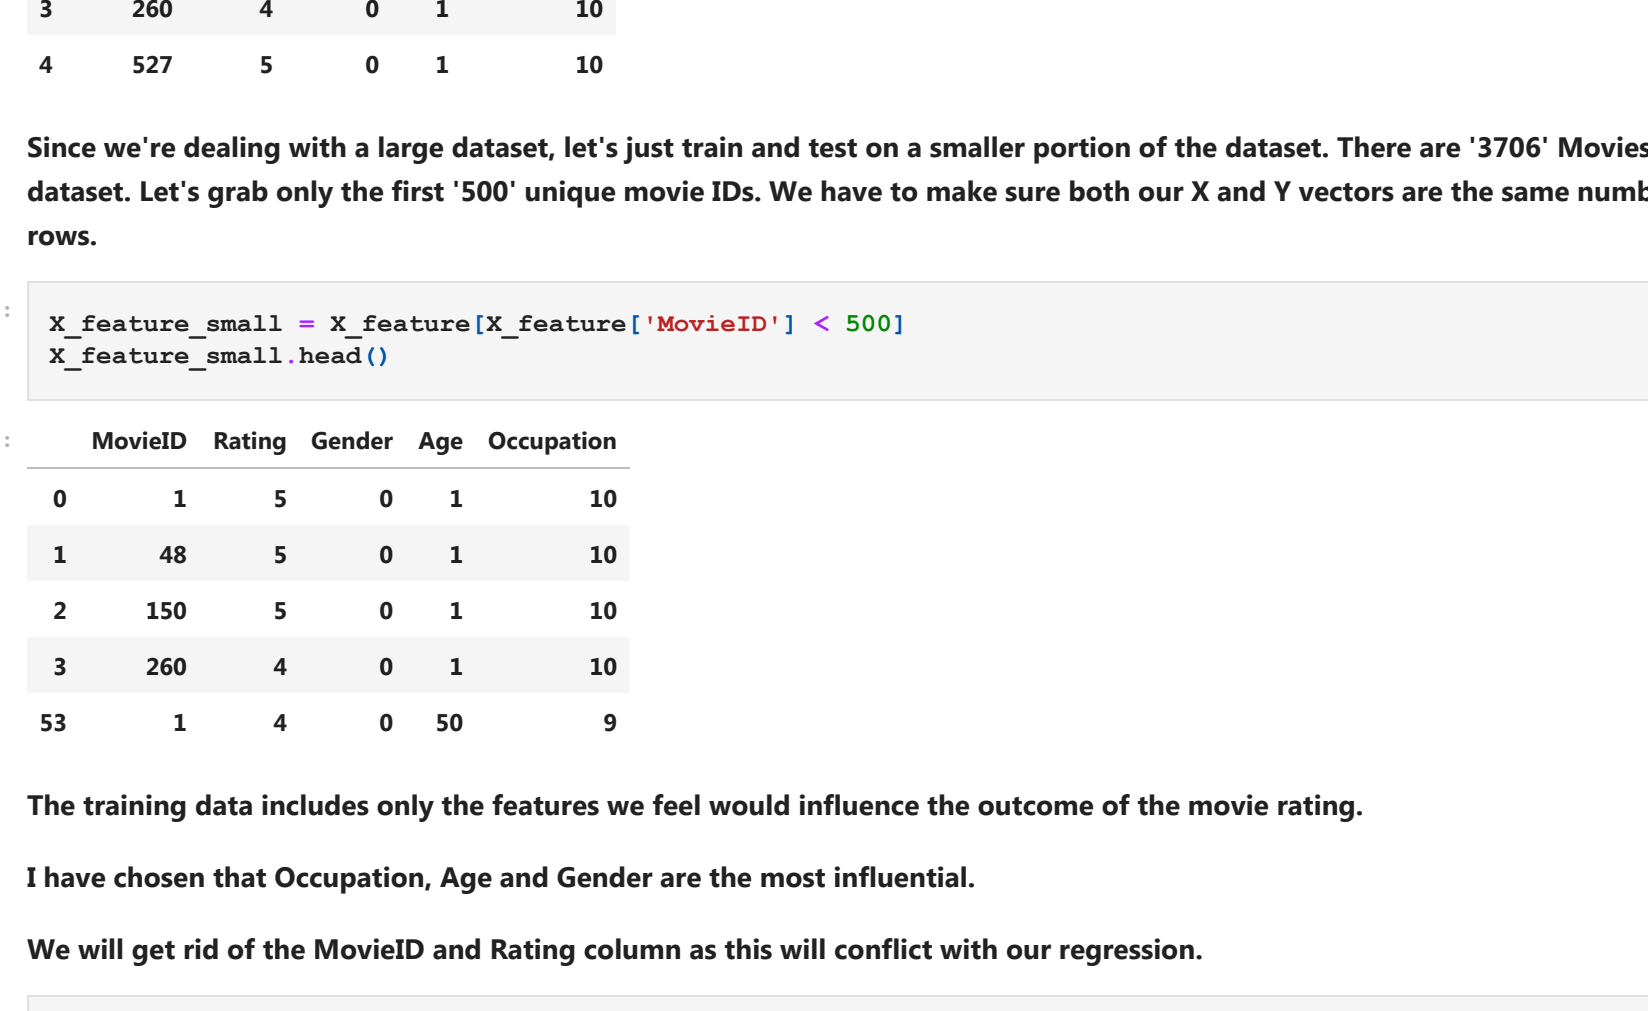 3 260 4 0 1 10
4 527 5 0 1 10
Since we're dealing with a large dataset, let's just train and test on a smaller portion of the dataset. There are '3706' Movies
dataset. Let's grab only the first '500' unique movie IDs. We have to make sure both our X and Y vectors are the same numb
rows.
:
X_feature_small = X_feature[X_feature['MovieID'] < 500]
X_feature_small.head()
:
MovieID Rating Gender Age Occupation
0 1 5 0 1 10
1 48 5 0 1 10
2 150 5 0 1 10
3 260 4 0 1 10
53 1 4 0 50 9
The training data includes only the features we feel would influence the outcome of the movie rating.
I have chosen that Occupation, Age and Gender are the most influential.
We will get rid of the MovieID and Rating column as this will conflict with our regression.